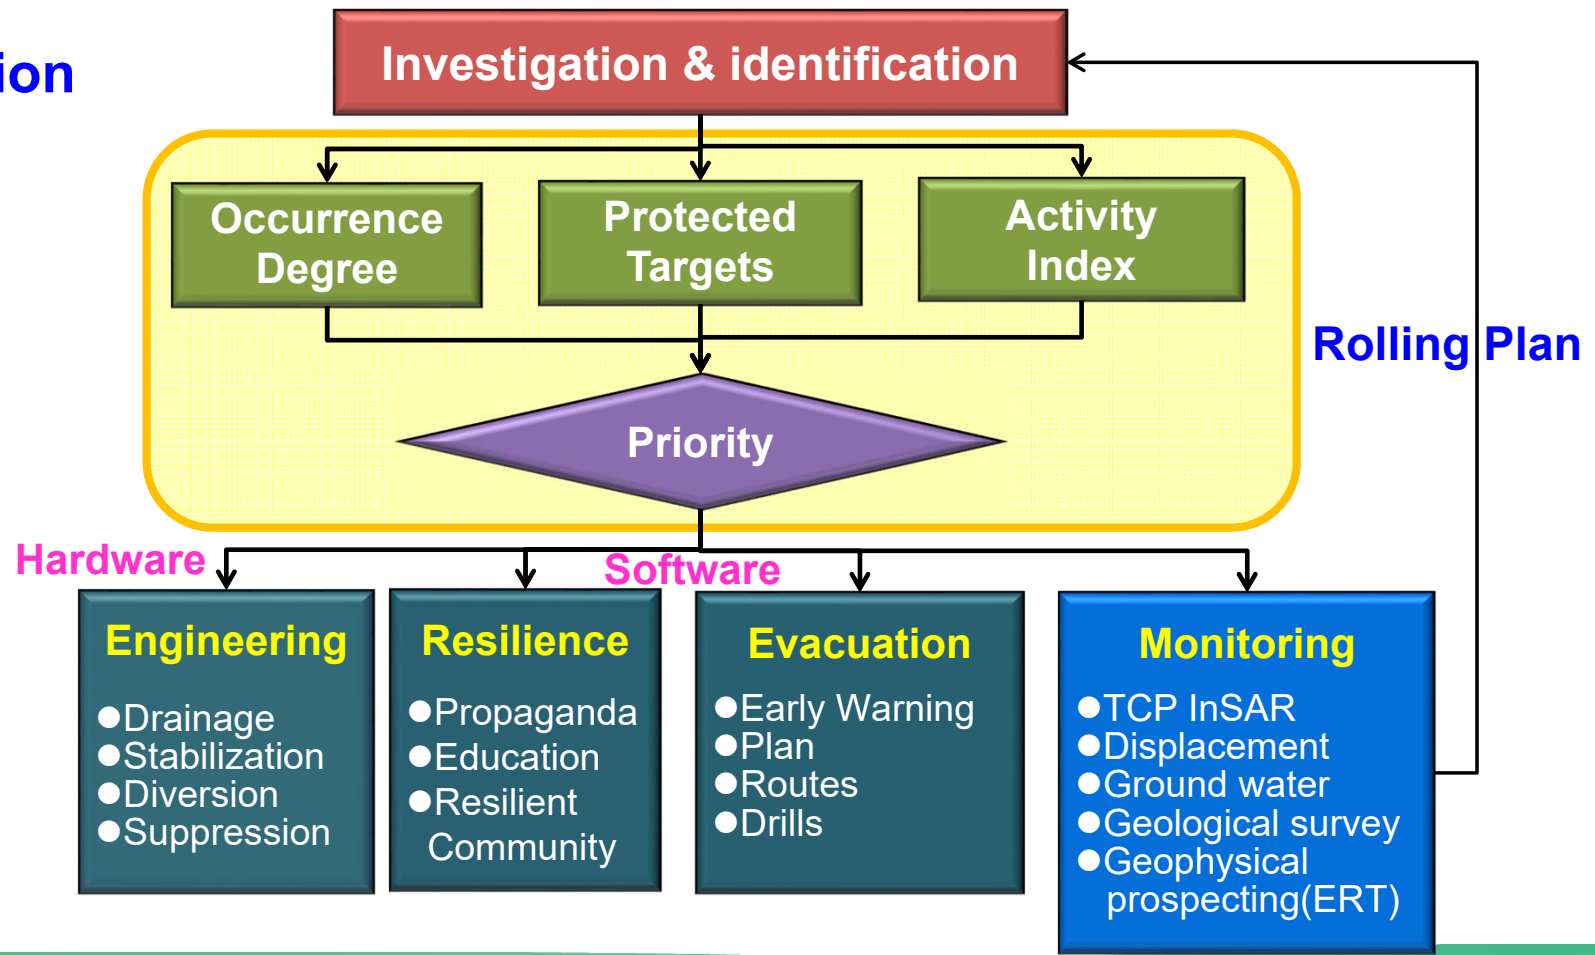 ion
Investigation & identification
Occurrence
Degree
Protected
Targets
Activity
Index
Rolling Plan
Priority
Hardware
Software
Engineering
●Drainage
●Stabilization
●Diversion
●Suppression
Resilience
●Propaganda
●Education
●Resilient
Community
Evacuation
●Early Warning
●Plan
●Routes
●Drills
Monitoring
●TCP InSAR
●Displacement
●Ground water
●Geological survey
●Geophysical
prospecting(ERT)